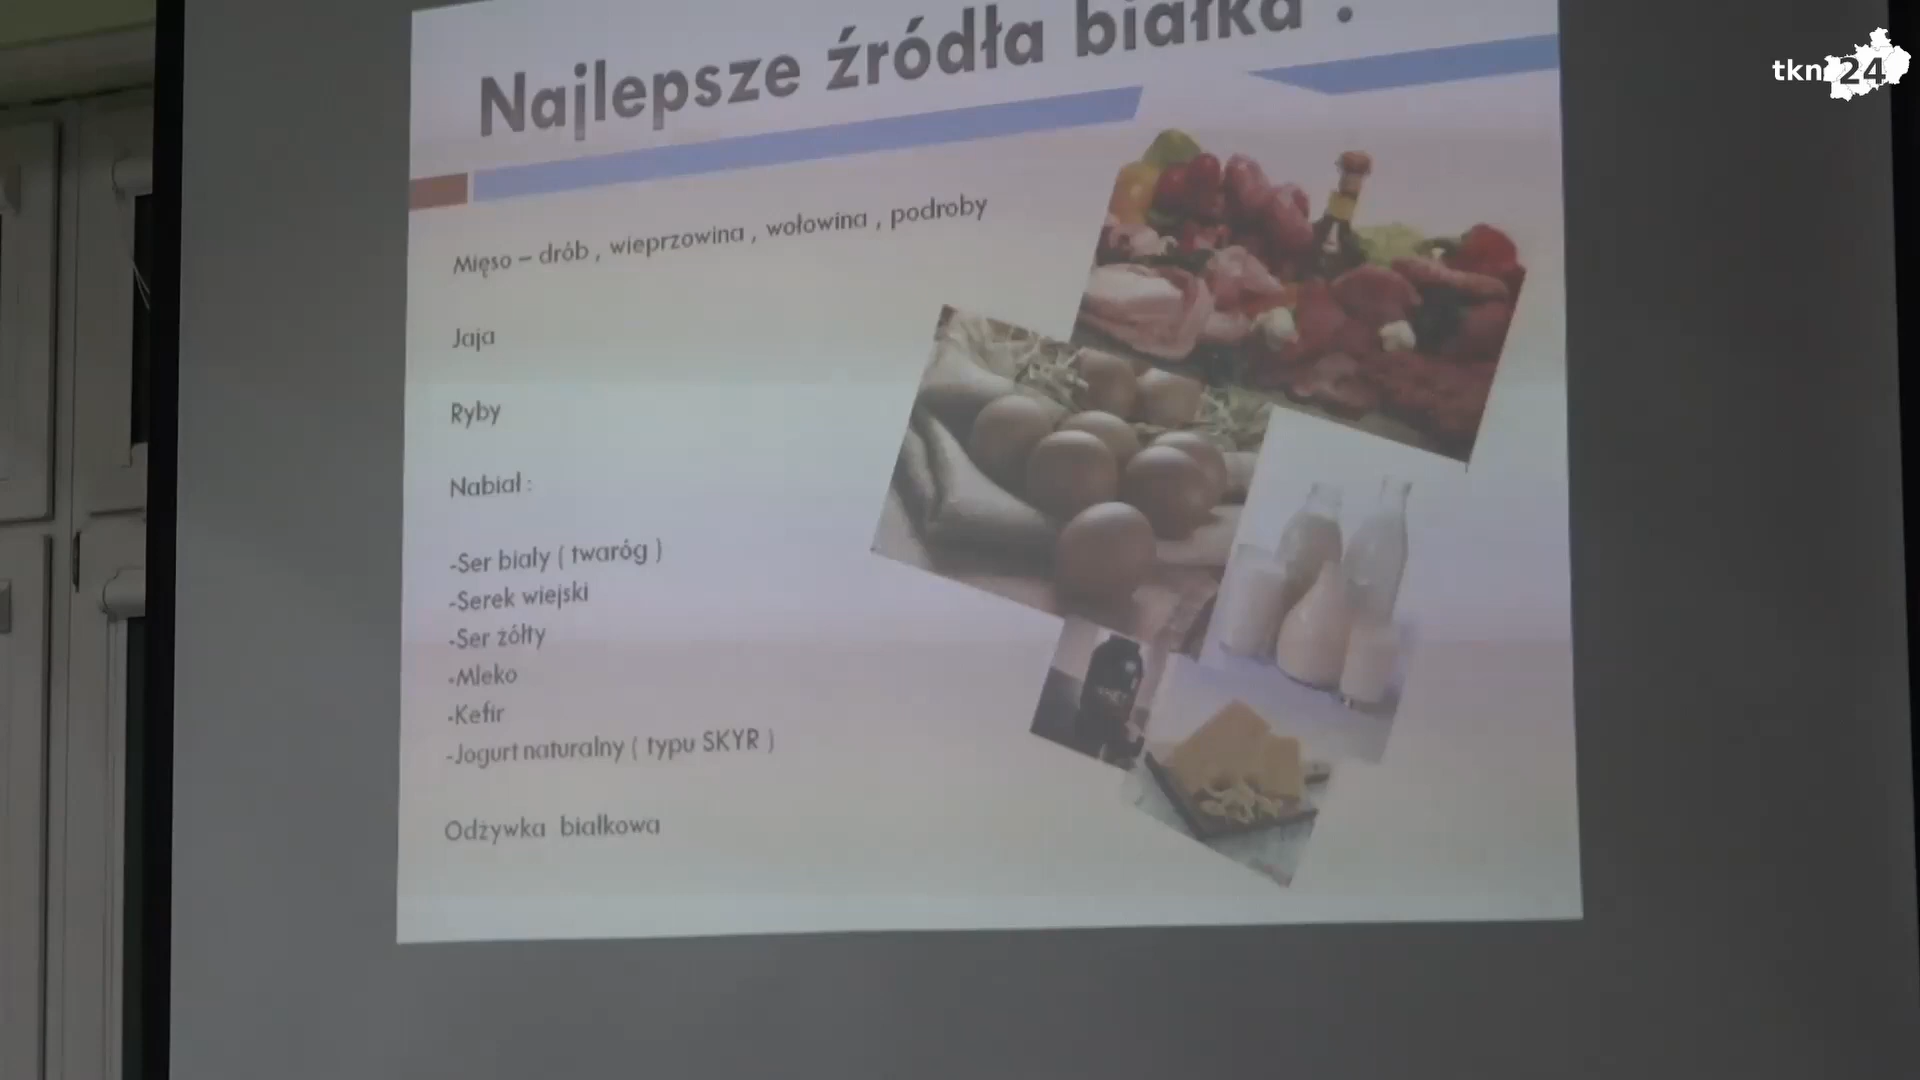 Najlepsze źródła białka :
Mięso – drób , wieprzowina , wołowina , podroby
Jaja
Ryby
Nabiał :
-Ser biały ( twaróg )
-Serek wiejski
-Ser żółty
-Mleko
-Kefir
-Jogurt naturalny ( typu SKYR )
Odżywka białkowa
tkn24